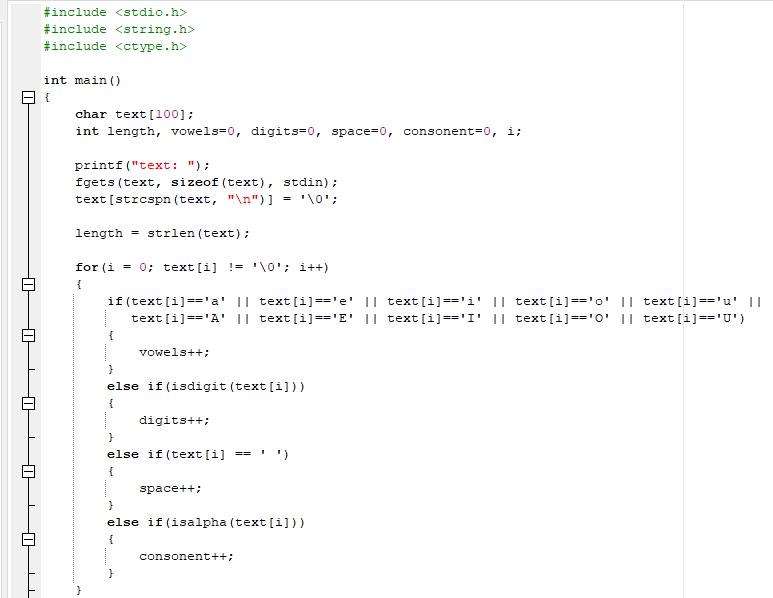 #include <stdio.h>
#include <string.h>
#include <ctype.h>
int main()
{
char text[100];
int length, vowels=0, digits=0, space=0, consonent=0, i;
printf("text: ");
fgets(text, sizeof(text), stdin);
text[strcspn(text, "\n")] = '\0';
length = strlen(text);
for(i = 0; text[i] != '\0'; i++)
{
if(text[i]=='a' || text[i]=='e' || text[i]=='i' || text[i]=='o' || text[i]=='u' ||
text[i]=='A' || text[i]=='E' || text[i]=='I' || text[i]=='O' || text[i]=='U')
{
vowels++;
}
else if(isdigit(text[i]))
{
digits++;
}
else if(text[i] == ' ')
{
space++;
}
else if(isalpha(text[i]))
{
consonent++;
}
}